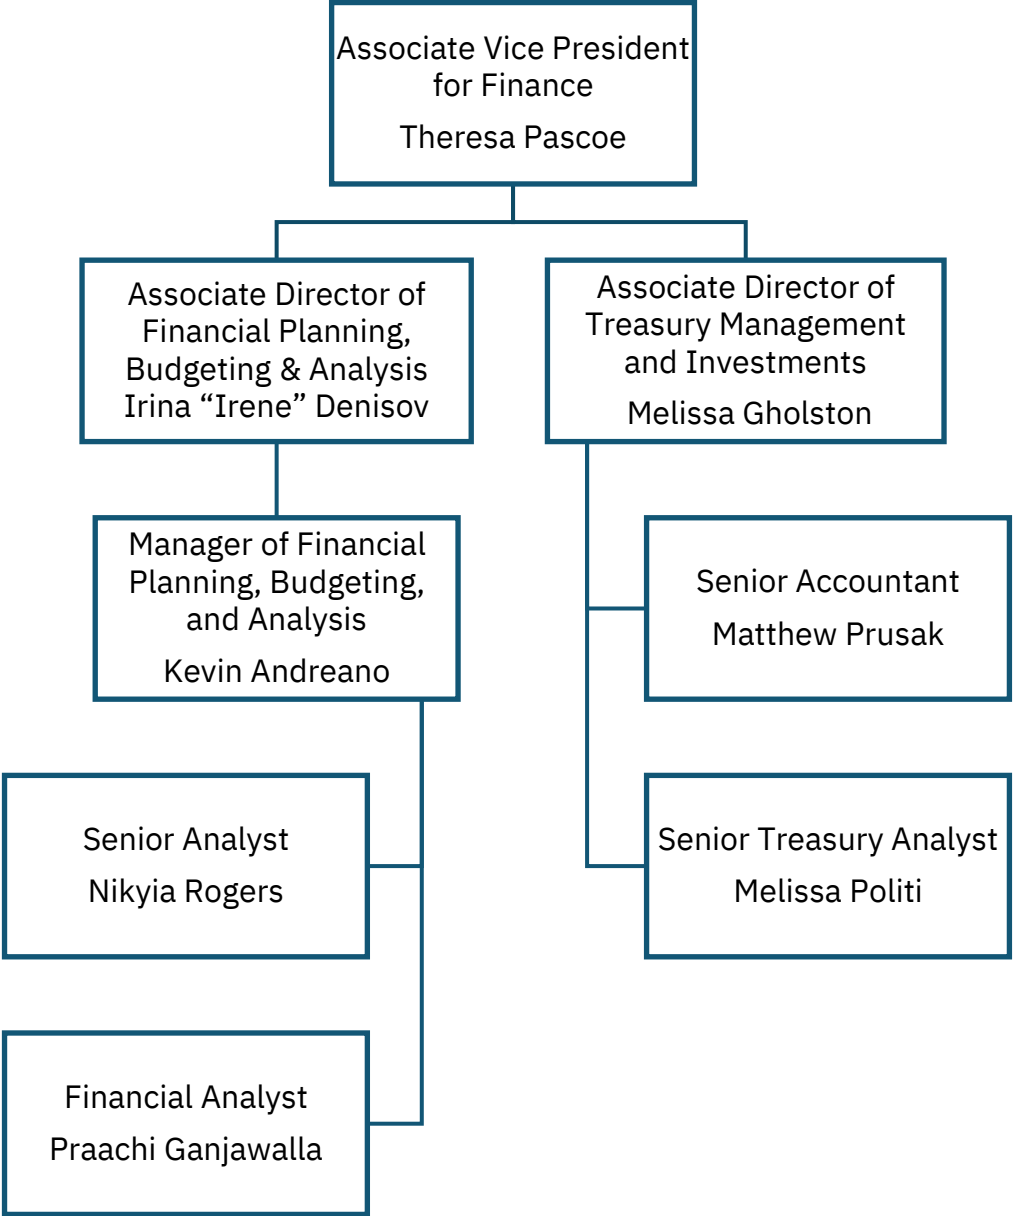 Associate Vice President
for Finance
Theresa Pascoe
Associate Director of
Financial Planning,
Budgeting & Analysis
Irina “Irene” Denisov
Associate Director of
Treasury Management
and Investments
Melissa Gholston
Manager of Financial
Planning, Budgeting,
and Analysis
Kevin Andreano
Senior Accountant
Matthew Prusak
Senior Analyst
Nikyia Rogers
Senior Treasury Analyst
Melissa Politi
Financial Analyst
Praachi Ganjawalla